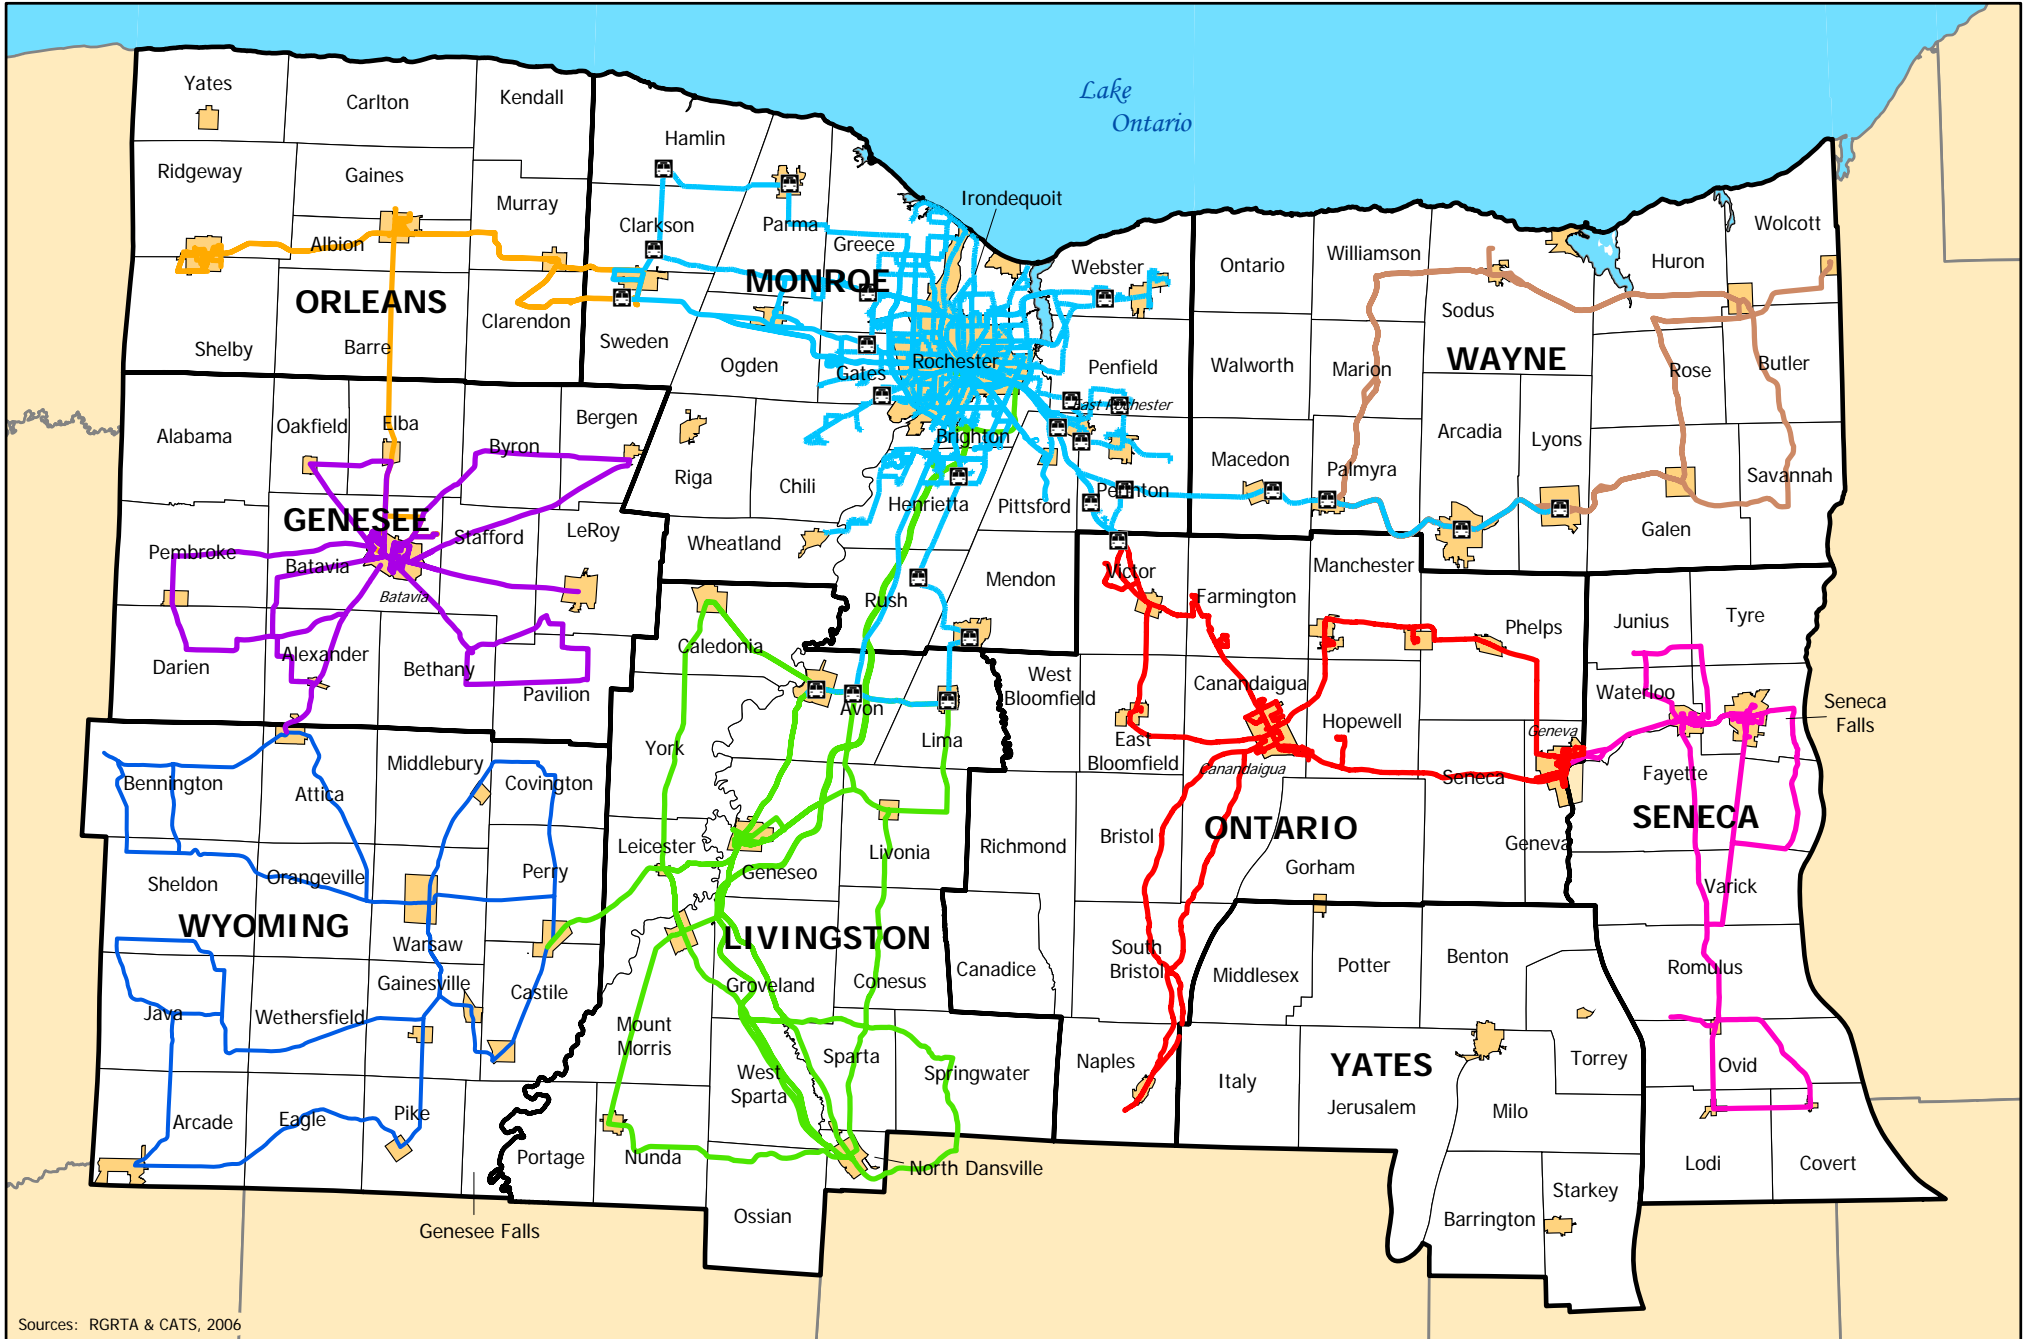 Lake
Ontario
Yates
Carlton
Kendall
Hamlin
Ridgeway
Gaines
Murray
Clarkson
Parma
Greece
Irondequoit
Webster
Ontario
Williamson
Huron
Wolcott
Albion
ORLEANS
MONROE
Clarendon
Sodus
WAYNE
Shelby
Barre
Sweden
Ogden
Gates
Rochester
Penfield
Walworth
Marion
Rose
Butler
East Rochester
Alabama
Oakfield
Elba
Byron
Bergen
Riga
Chili
Brighton
Henrietta
Pittsford
Perinton
Macedon
Palmyra
Arcadia
Lyons
Savannah
Galen
GENESEE
Pembroke
Batavia
Batavia
Stafford
LeRoy
Wheatland
Rush
Mendon
Victor
Farmington
Manchester
Phelps
Junius
Tyre
Darien
Alexander
Bethany
Pavilion
Caledonia
Avon
Lima
West
Bloomfield
East
Bloomfield
Canandaigua
Canandaigua
Hopewell
Seneca
Geneva
Geneva
Waterloo
Seneca
Falls
Fayette
SENECA
Bennington
Attica
Middlebury
Covington
York
Leicester
Geneseo
Livonia
Richmond
Bristol
ONTARIO
Gorham
Varick
Sheldon
Orangeville
Perry
WYOMING
Warsaw
LIVINGSTON
Gainesville
Castile
Groveland
Conesus
Canadice
South
Bristol
Middlesex
Potter
Benton
Romulus
Java
Wethersfield
Mount
Morris
West
Sparta
Sparta
Springwater
Naples
Italy
YATES
Jerusalem
Torrey
Milo
Ovid
Arcade
Eagle
Pike
Portage
Nunda
North Dansville
Lodi
Covert
Genesee Falls
Ossian
Barrington
Starkey
Sources: RGRTA & CATS, 2006